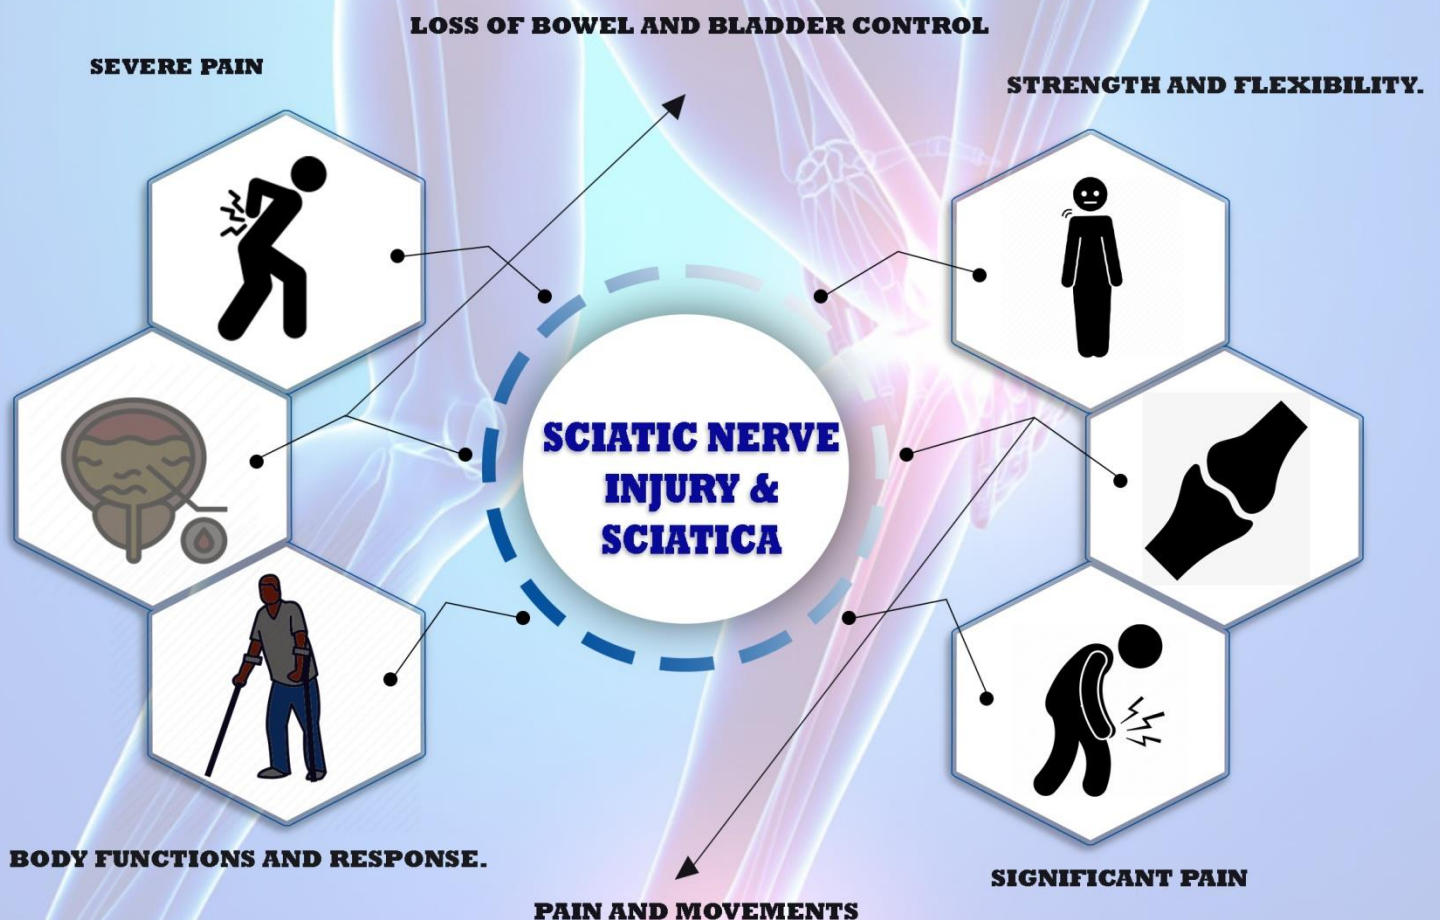 LOSS OF BOWEL AND BLADDER CONTROL
SEVERE PAIN
STRENGTH AND FLEXIBILITY.
SCIATIC NERVE
INJURY &
SCIATICA
BODY FUNCTIONS AND RESPONSE.
SIGNIFICANT PAIN
PAIN AND MOVEMENTS